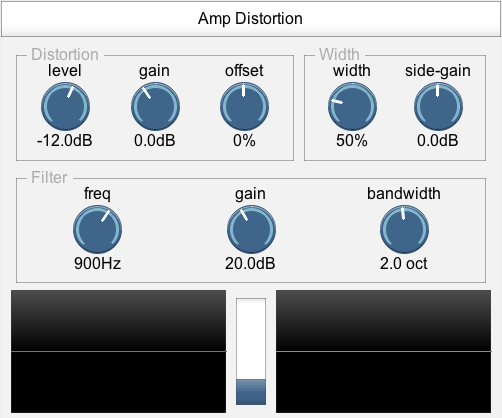 Amp Distortion
Distortion
level gain offset
-12.0dB 0.0dB 0%
Width
width side-gain
50% 0.0dB
Filter
freq gain bandwidth
900Hz 20.0dB 2.0 oct